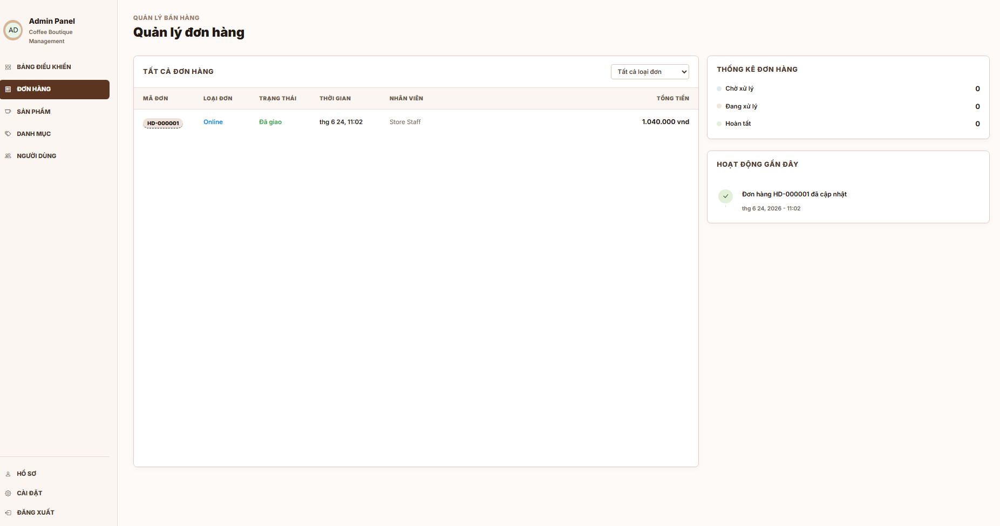 AD
Admin Panel
Coffee Boutique
Management
BẢNG ĐIỀU KHIỂN
ĐƠN HÀNG
SẢN PHẨM
DANH MỤC
NGƯỜI DÙNG
HỒ SƠ
CÀI ĐẶT
ĐĂNG XUẤT
QUẢN LÝ BÁN HÀNG
Quản lý đơn hàng
TẤT CẢ ĐƠN HÀNG
Tất cả loại đơn
MÃ ĐƠN LOẠI ĐƠN TRẠNG THÁI THỜI GIAN NHÂN VIÊN TỔNG TIỀN
HD-000001 Online Đã giao thg 6 24, 11:02 Store Staff 1.040.000 vnd
THỐNG KÊ ĐƠN HÀNG
Chờ xử lý 0
Đang xử lý 0
Hoàn tất 0
HOẠT ĐỘNG GẦN ĐÂY
Đơn hàng HD-000001 đã cập nhật
thg 6 24, 2026 - 11:02